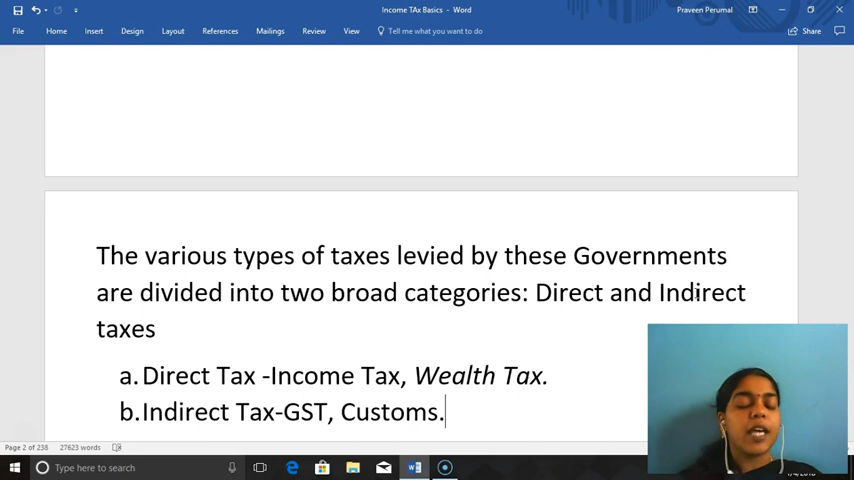 Income TAx Basics - Word
Praveen Perumal
File Home Insert Design Layout References Mailings Review View Tell me what you want to do Share
The various types of taxes levied by these Governments
are divided into two broad categories: Direct and Indirect
taxes
a. Direct Tax -Income Tax, Wealth Tax.
b. Indirect Tax-GST, Customs.
Page 2 of 238 27623 words
Type here to search